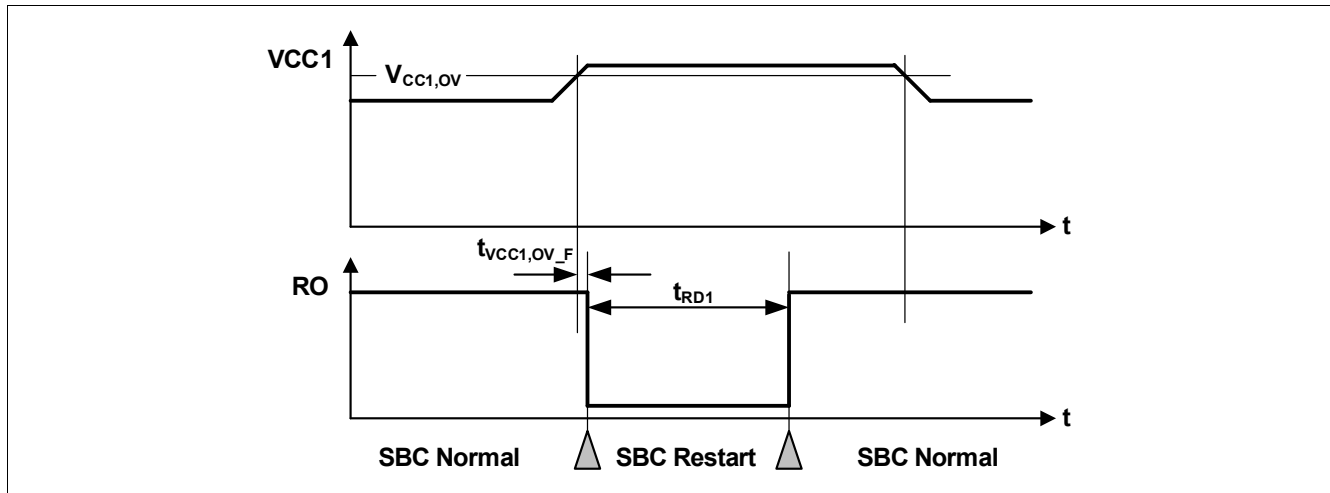 VCC1
VCC1,OV
t
tVCC1,OV_F
RO
tRD1
t
SBC Normal
SBC Restart
SBC Normal